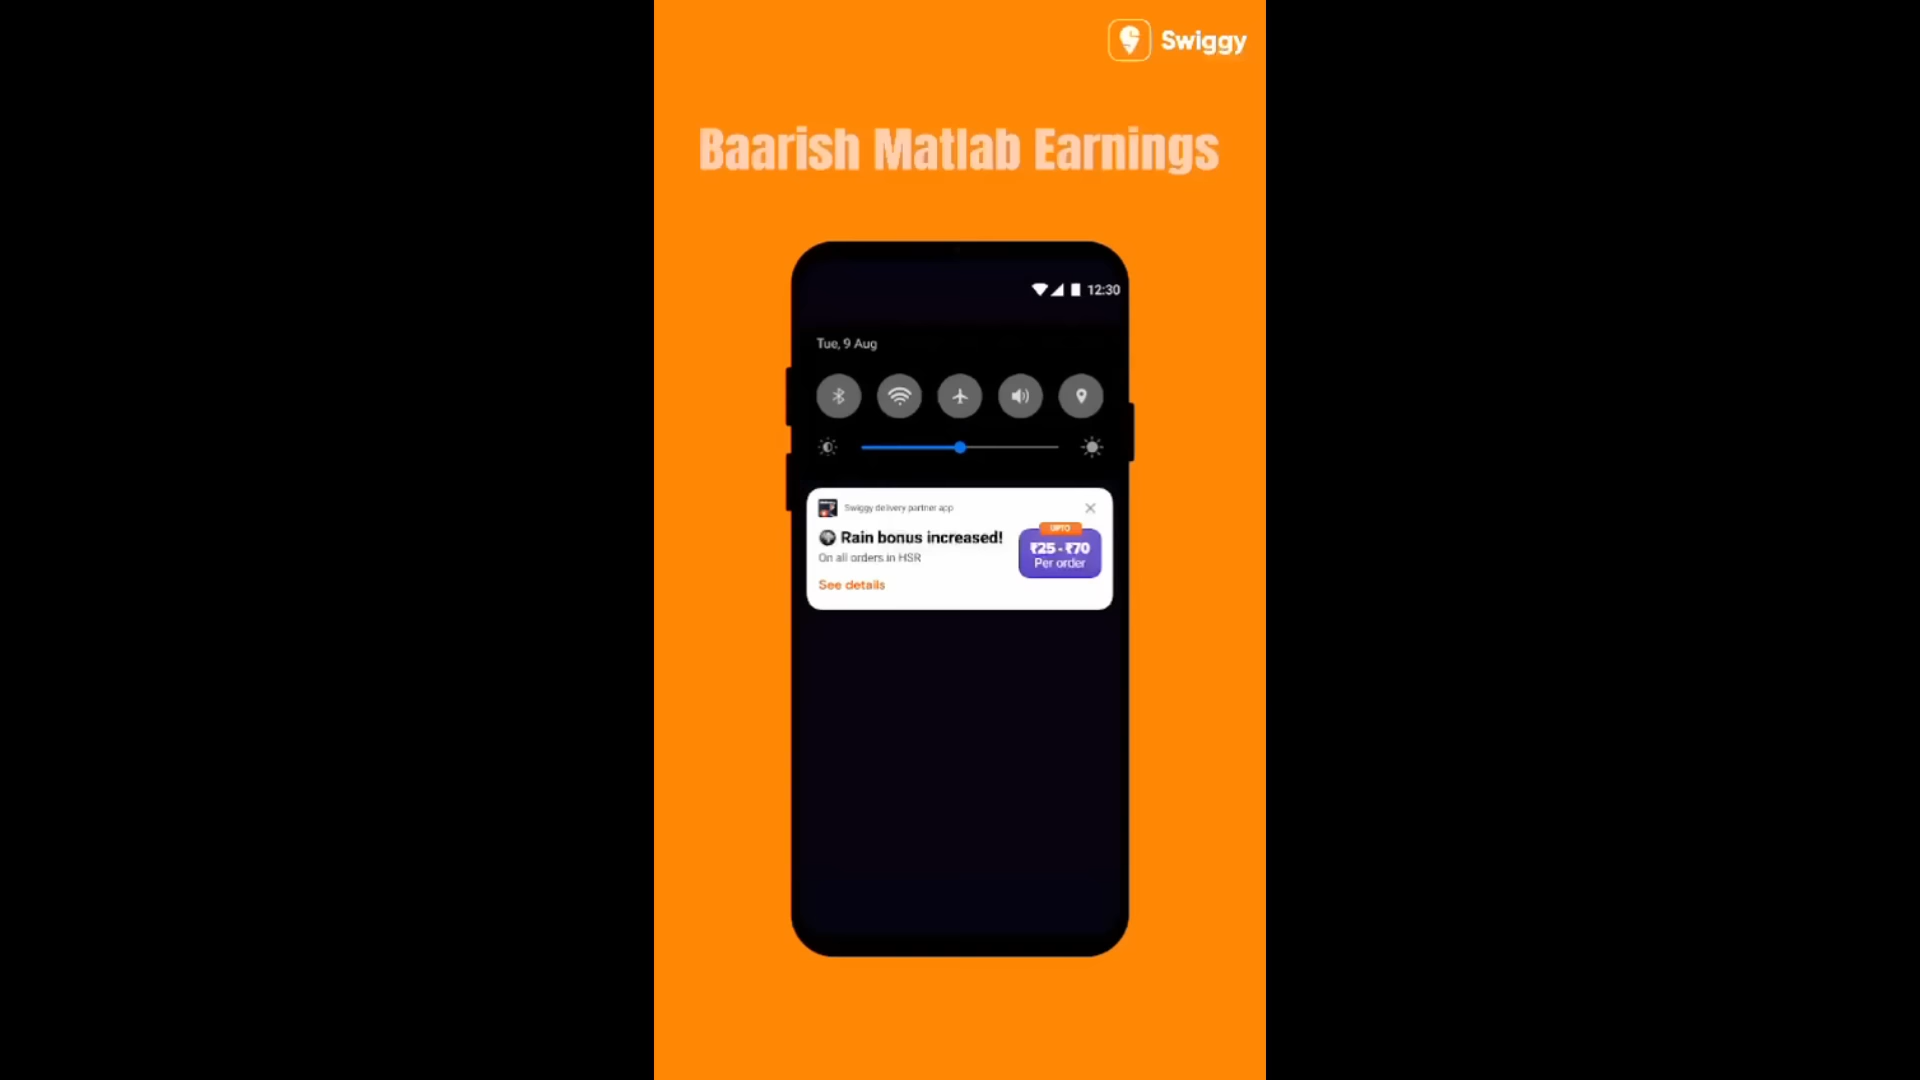 Swiggy
Baarish Matlab Earnings
12:30
Tue, 9 Aug
Swiggy delivery partner app
Rain bonus increased!
On all orders in HSR
See details
UPTO
₹25 - ₹70
Per order